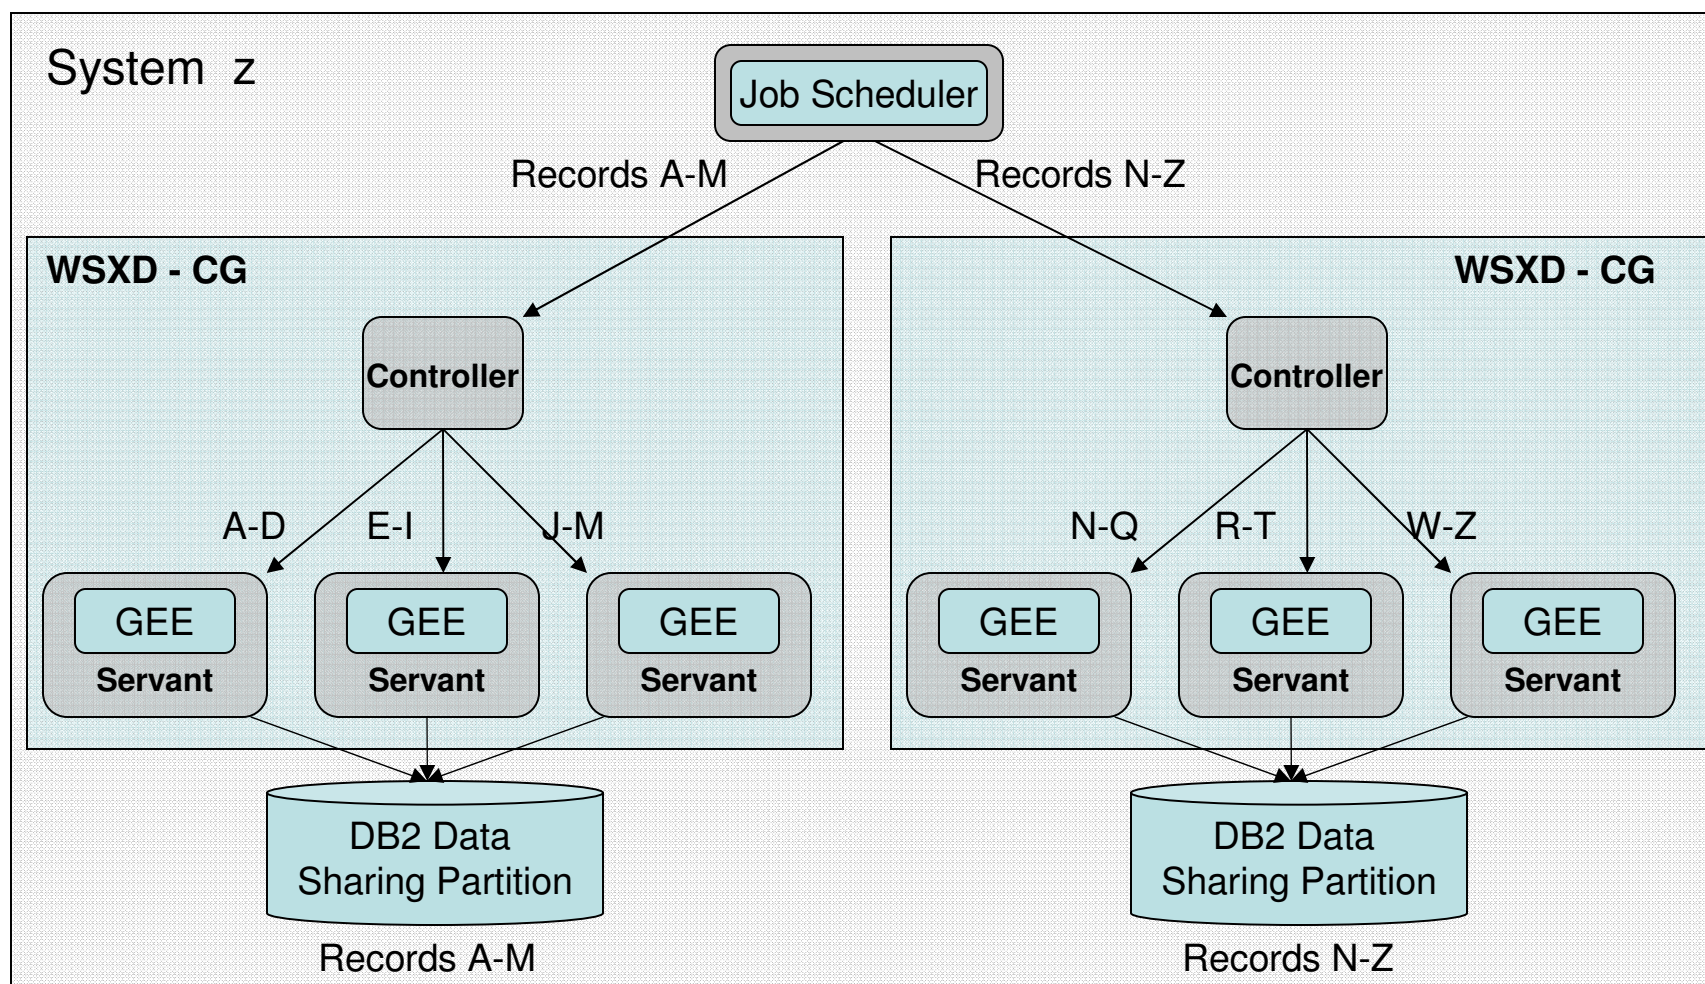 System z
Job Scheduler
Records A-M
Records N-Z
WSXD - CG
WSXD - CG
Controller
Controller
A-D
E-I
J-M
N-Q
R-T
W-Z
GEE
GEE
GEE
GEE
GEE
GEE
Servant
Servant
Servant
Servant
Servant
Servant
DB2 Data
Sharing Partition
DB2 Data
Sharing Partition
Records A-M
Records N-Z